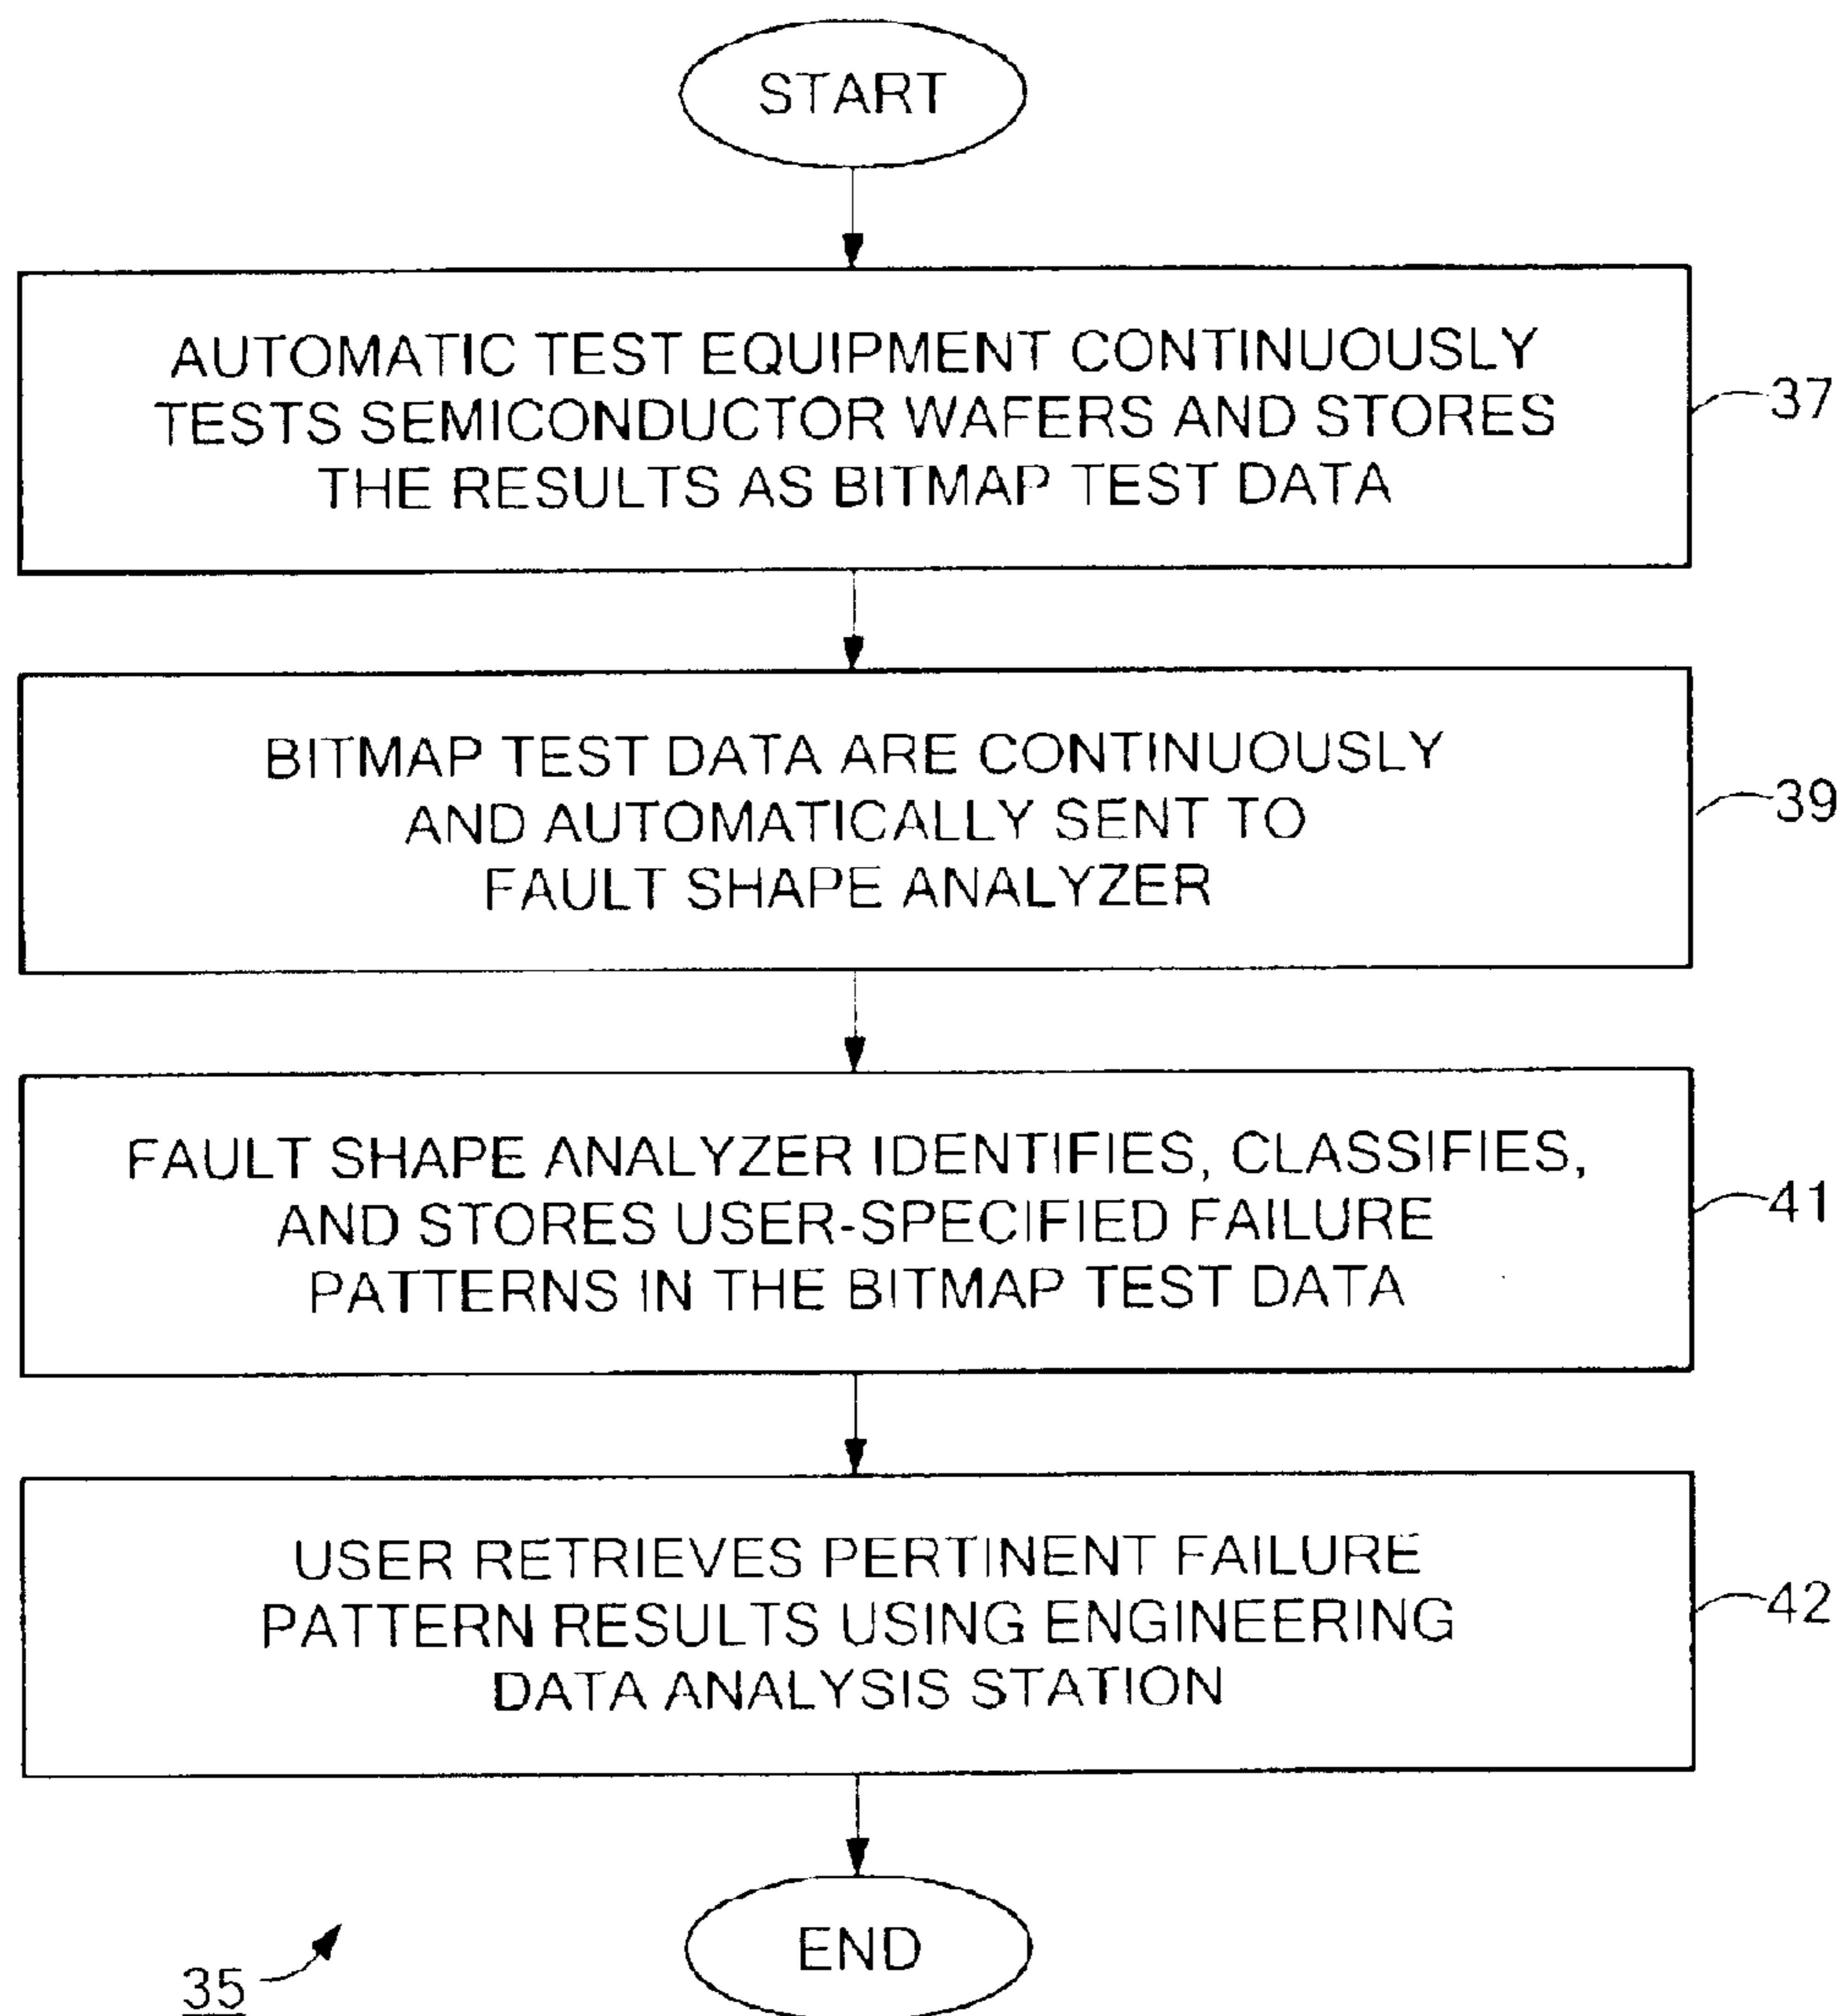 START
AUTOMATIC TEST EQUIPMENT CONTINUOUSLY
TESTS SEMICONDUCTOR WAFERS AND STORES
THE RESULTS AS BITMAP TEST DATA
37
BITMAP TEST DATA ARE CONTINUOUSLY
AND AUTOMATICALLY SENT TO
FAULT SHAPE ANALYZER
39
FAULT SHAPE ANALYZER IDENTIFIES, CLASSIFIES,
AND STORES USER-SPECIFIED FAILURE
PATTERNS IN THE BITMAP TEST DATA
41
USER RETRIEVES PERTINENT FAILURE
PATTERN RESULTS USING ENGINEERING
DATA ANALYSIS STATION
42
END
35